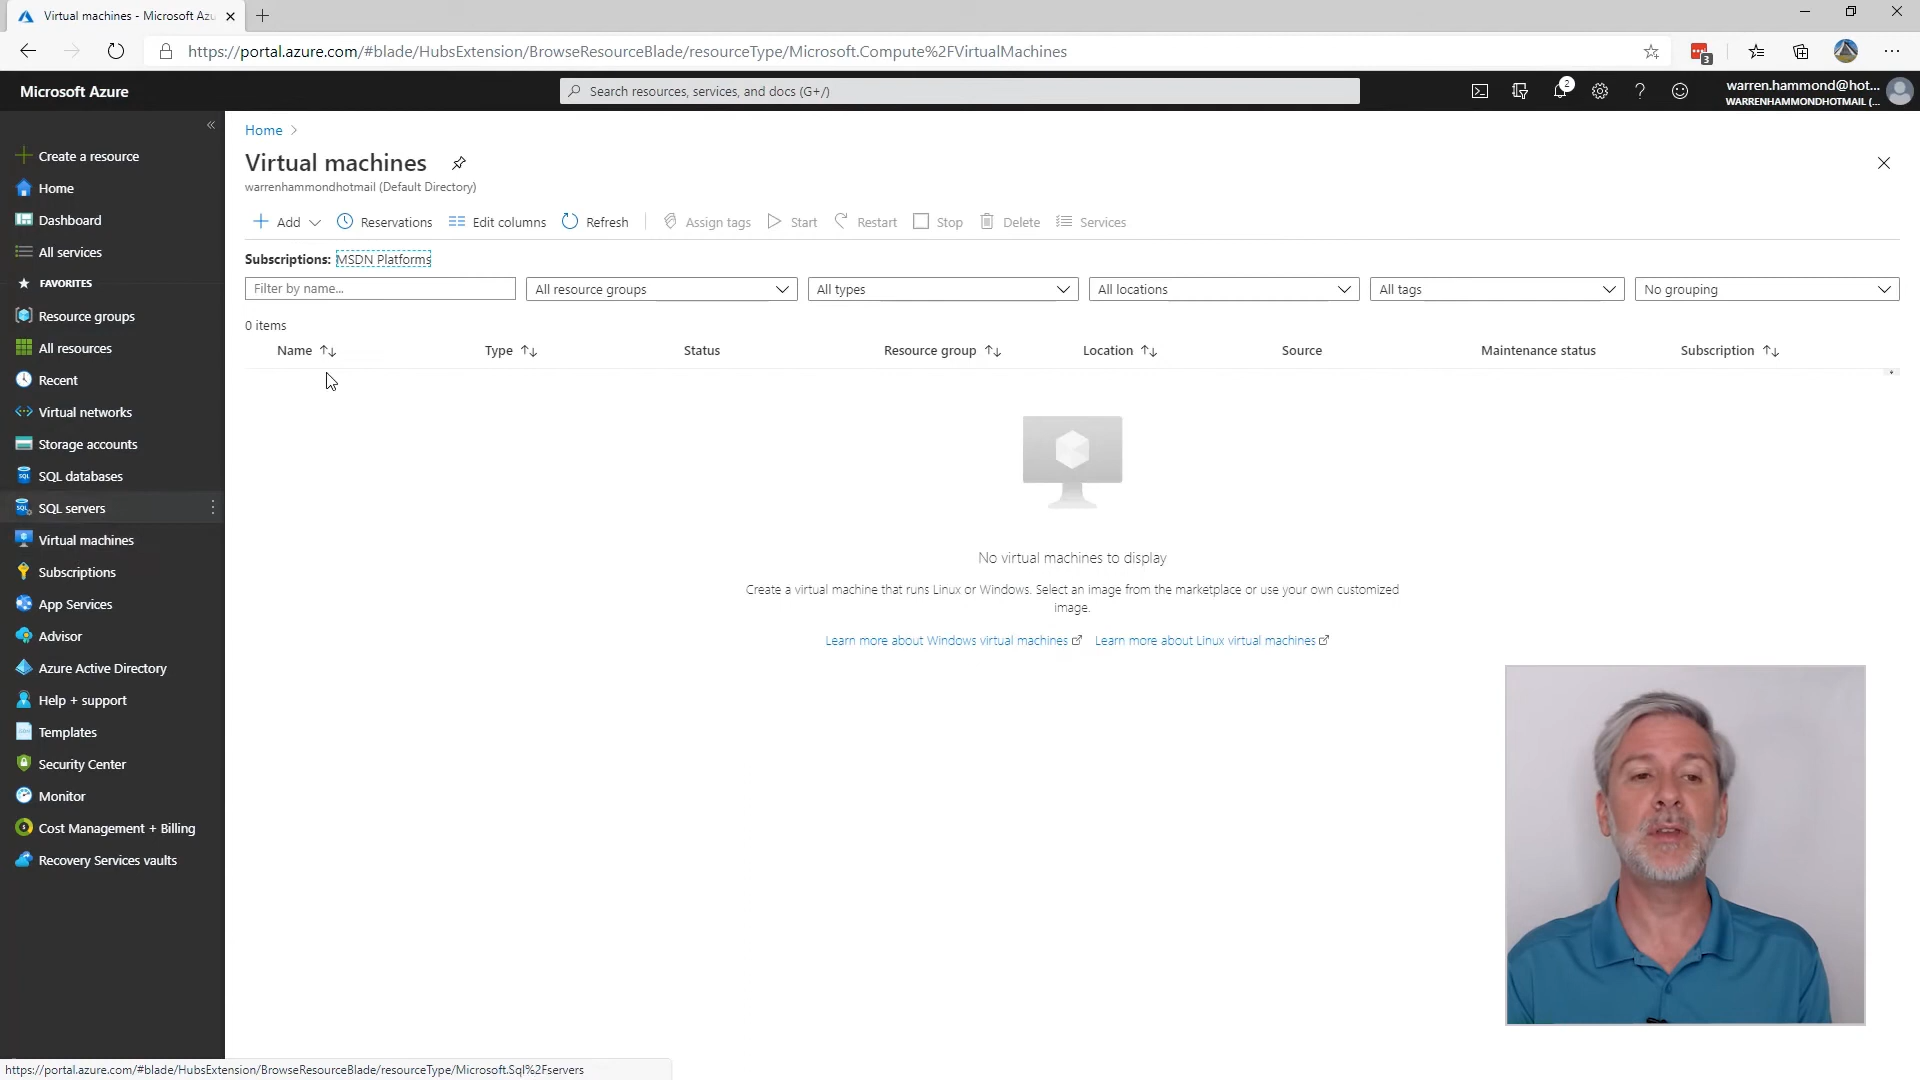 Virtual machines - Microsoft Azu
https://portal.azure.com/#blade/HubsExtension/BrowseResourceBlade/resourceType/Microsoft.Compute%2FVirtualMachines
3
Microsoft Azure
Search resources, services, and docs (G+/)
2
warren.hammond@hot...
WARRENHAMMONDHOTMAIL (...
Create a resource
Home
Dashboard
All services
FAVORITES
Resource groups
All resources
Recent
Virtual networks
Storage accounts
SQL databases
SQL servers
Virtual machines
Subscriptions
App Services
Advisor
Azure Active Directory
Help + support
Templates
Security Center
Monitor
Cost Management + Billing
Recovery Services vaults
Home
Virtual machines
warrenhammondhotmail (Default Directory)
Add Reservations Edit columns Refresh Assign tags Start Restart Stop Delete Services
Subscriptions: MSDN Platforms
Filter by name... All resource groups All types All locations All tags No grouping
0 items
Name Type Status Resource group Location Source Maintenance status Subscription
No virtual machines to display
Create a virtual machine that runs Linux or Windows. Select an image from the marketplace or use your own customized
image.
Learn more about Windows virtual machines Learn more about Linux virtual machines
https://portal.azure.com/#blade/HubsExtension/BrowseResourceBlade/resourceType/Microsoft.Sql%2Fservers